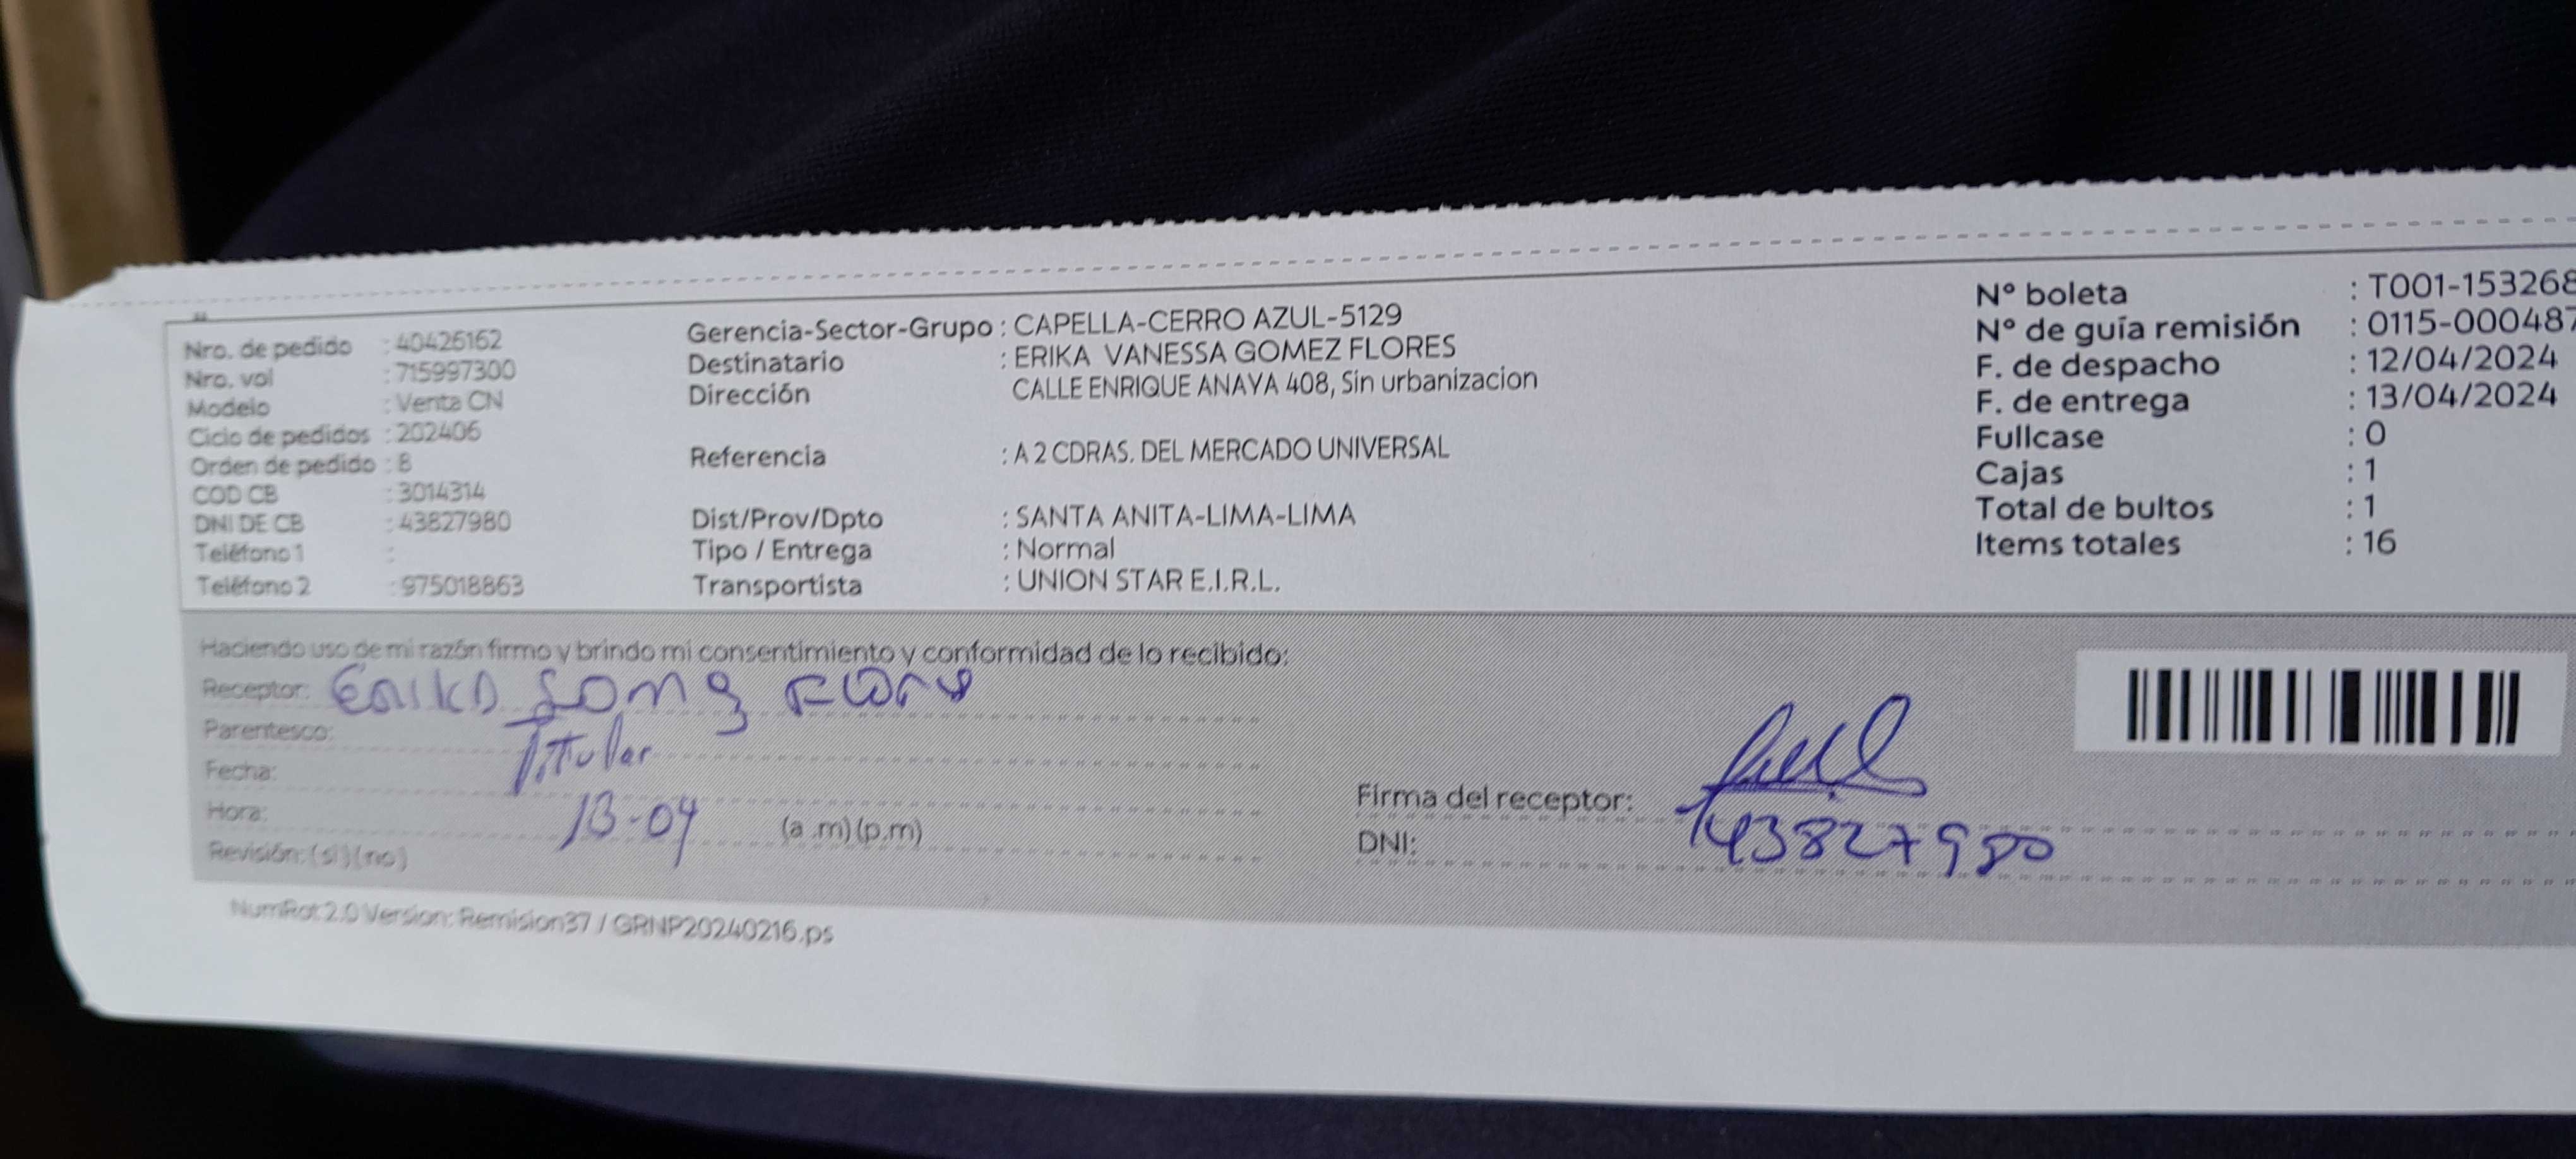 Nro. de pedido : 40426162
Nro. vol : 715997300
Modelo : Venta CN
Ciclo de pedidos : 202406
Orden de pedido : 8
COD CB : 3014314
DNI DE CB : 43827980
Teléfono 1 :
Teléfono 2 : 975018863
Gerencia-Sector-Grupo : CAPELLA-CERRO AZUL-5129
Destinatario : ERIKA VANESSA GOMEZ FLORES
Dirección CALLE ENRIQUE ANAYA 408, Sin urbanizacion
Referencia : A 2 CDRAS. DEL MERCADO UNIVERSAL
Dist/Prov/Dpto : SANTA ANITA-LIMA-LIMA
Tipo / Entrega : Normal
Transportista : UNION STAR E.I.R.L.
N° boleta : T001-153268
N° de guía remisión : 0115-000487
F. de despacho : 12/04/2024
F. de entrega : 13/04/2024
Fullcase : 0
Cajas : 1
Total de bultos : 1
Items totales : 16
Haciendo uso de mi razón firmo y brindo mi consentimiento y conformidad de lo recibido:
Receptor: Erika Gomez Flores
Parentesco: Titular
Fecha: 13-04
Hora: (a.m)(p.m)
Revisión: (si)(no)
Firma del receptor:
DNI: 43827980
NumRot 2.0 Version: Remision37 / GRNP20240216.ps